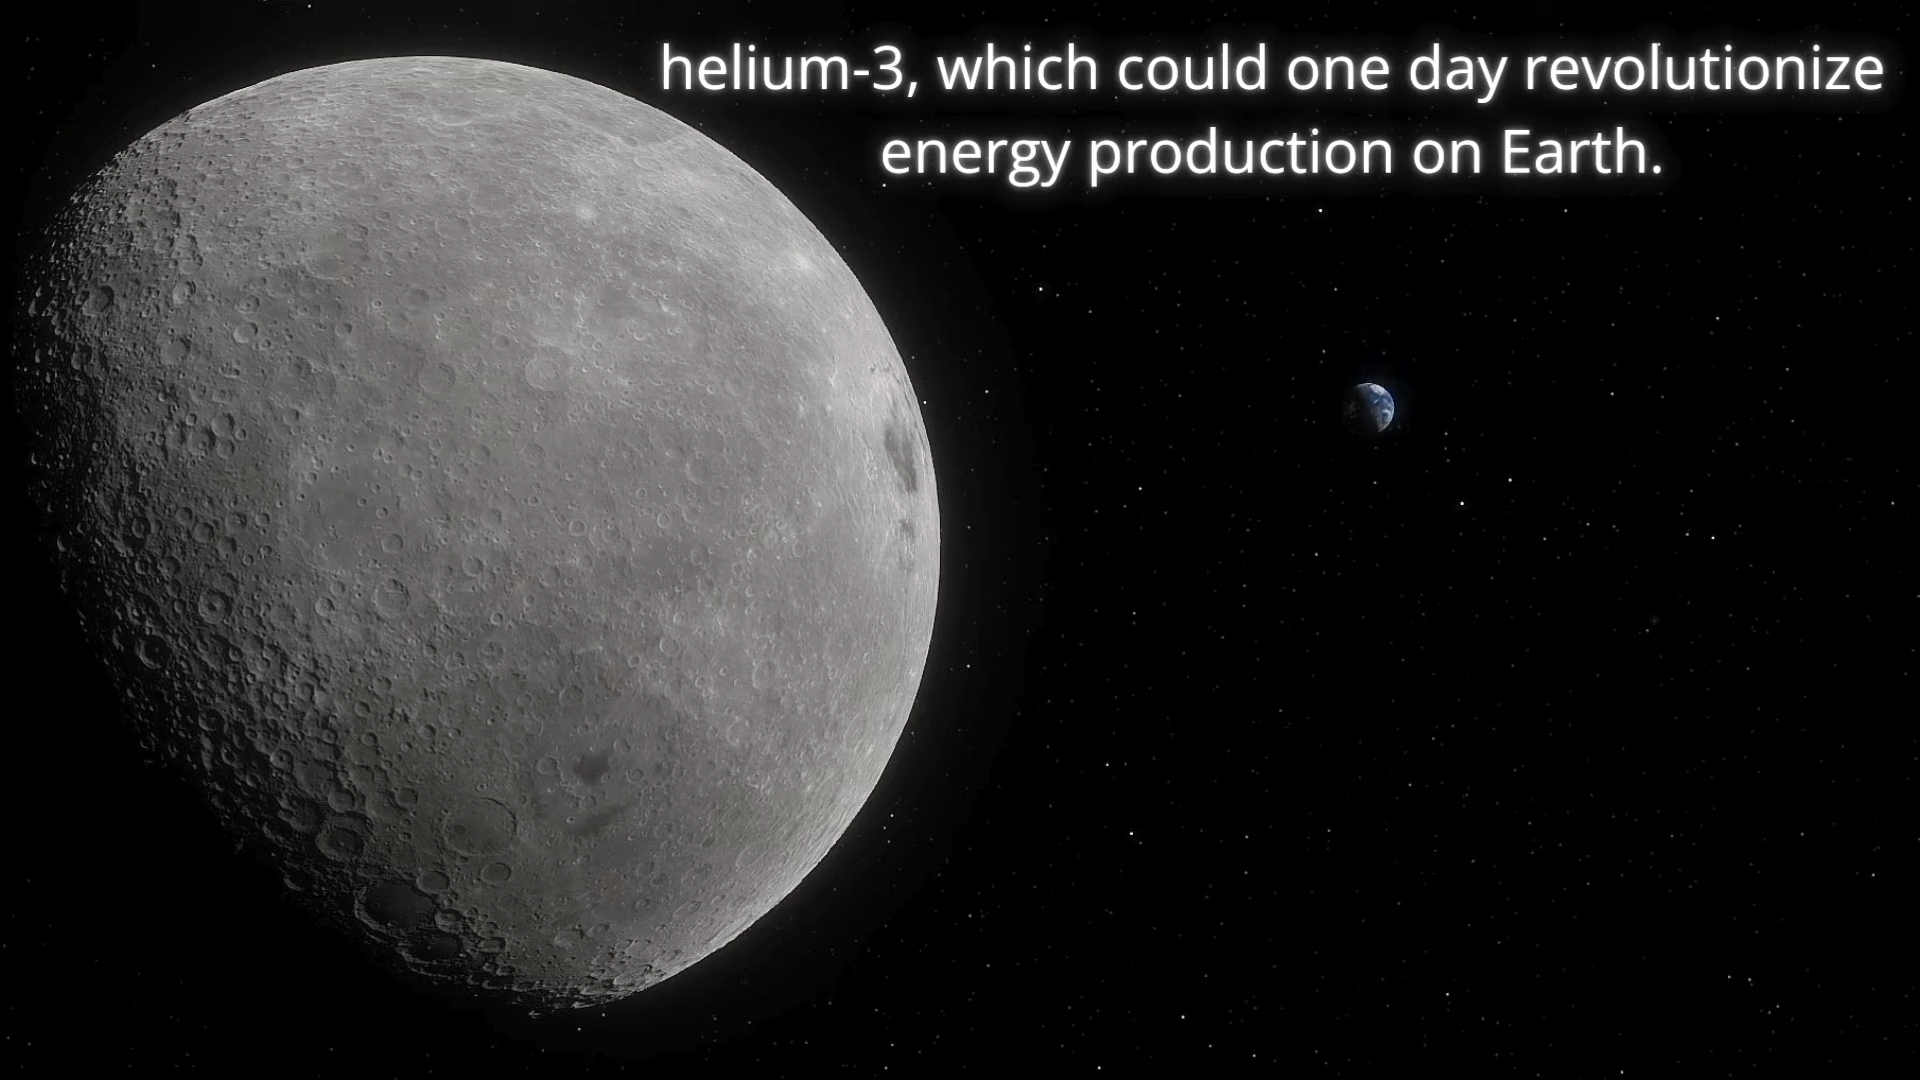 helium-3, which could one day revolutionize
energy production on Earth.